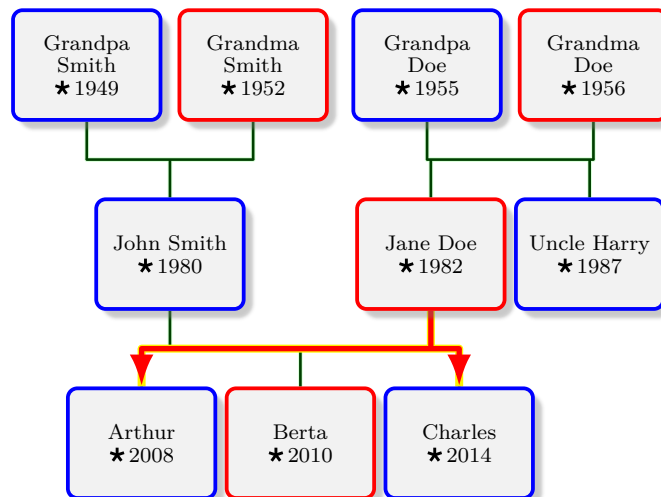 Grandpa
Smith
★ 1949
Grandma
Smith
★ 1952
Grandpa
Doe
★ 1955
Grandma
Doe
★ 1956
John Smith
★ 1980
Jane Doe
★ 1982
Uncle Harry
★ 1987
Arthur
★ 2008
Berta
★ 2010
Charles
★ 2014